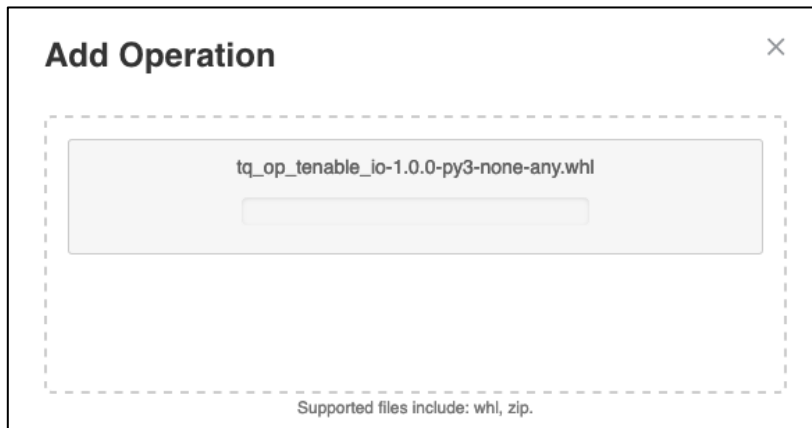 Add Operation
tq_op_tenable_io-1.0.0-py3-none-any.whl
Supported files include: whl, zip.